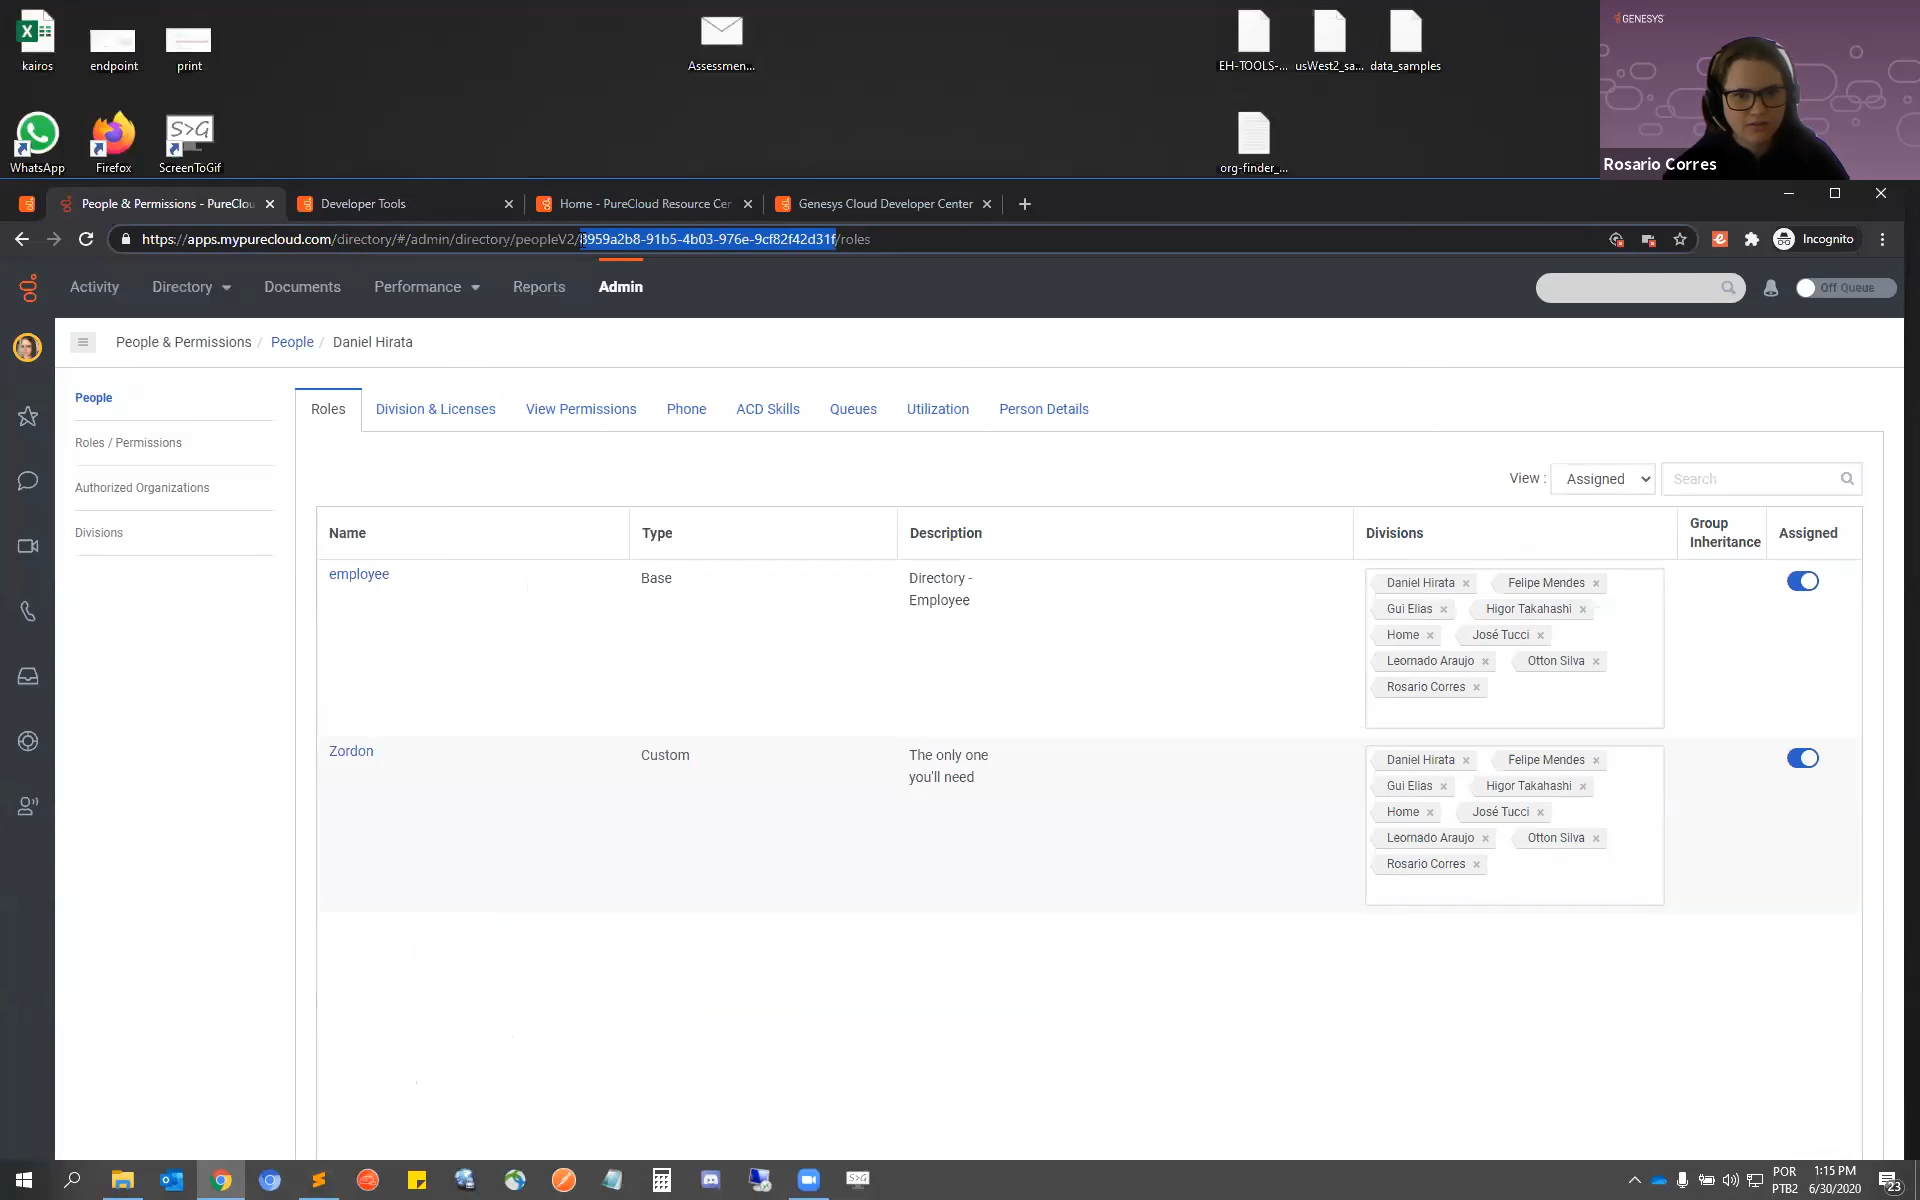 kairos
endpoint
print
Assessmen...
EH-TOOLS-...
usWest2_sa...
data_samples
GENESYS
WhatsApp
Firefox
S>G
ScreenToGif
org-finder_...
Rosario Corres
People & Permissions - PureClou
Developer Tools
Home - PureCloud Resource Cer
Genesys Cloud Developer Center
https://apps.mypurecloud.com/directory/#/admin/directory/peopleV2/8959a2b8-91b5-4b03-976e-9cf82f42d31f/roles
Incognito
Activity
Directory
Documents
Performance
Reports
Admin
Off Queue
People & Permissions / People / Daniel Hirata
People
Roles / Permissions
Authorized Organizations
Divisions
Roles
Division & Licenses
View Permissions
Phone
ACD Skills
Queues
Utilization
Person Details
View :
Assigned
Search
Name
Type
Description
Divisions
Group
Inheritance
Assigned
employee
Base
Directory -
Employee
Daniel Hirata × Felipe Mendes ×
Gui Elias × Higor Takahashi ×
Home × José Tucci ×
Leornado Araujo × Otton Silva ×
Rosario Corres ×
Zordon
Custom
The only one
you'll need
Daniel Hirata × Felipe Mendes ×
Gui Elias × Higor Takahashi ×
Home × José Tucci ×
Leornado Araujo × Otton Silva ×
Rosario Corres ×
S>G
POR
PTB2
1:15 PM
6/30/2020
23